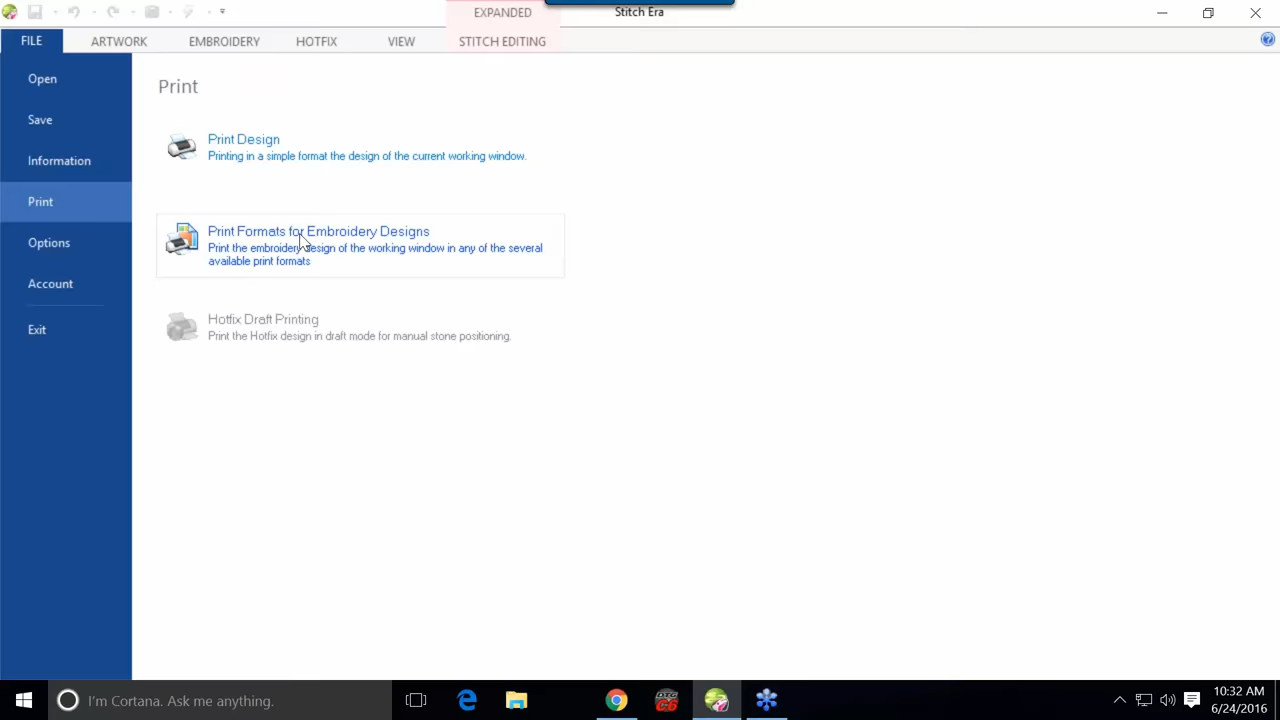 EXPANDED
Stitch Era
FILE
ARTWORK
EMBROIDERY
HOTFIX
VIEW
STITCH EDITING
Open
Save
Information
Print
Options
Account
Exit
Print
Print Design
Printing in a simple format the design of the current working window.
Print Formats for Embroidery Designs
Print the embroidery design of the working window in any of the several
available print formats
Hotfix Draft Printing
Print the Hotfix design in draft mode for manual stone positioning.
I'm Cortana. Ask me anything.
10:32 AM
6/24/2016